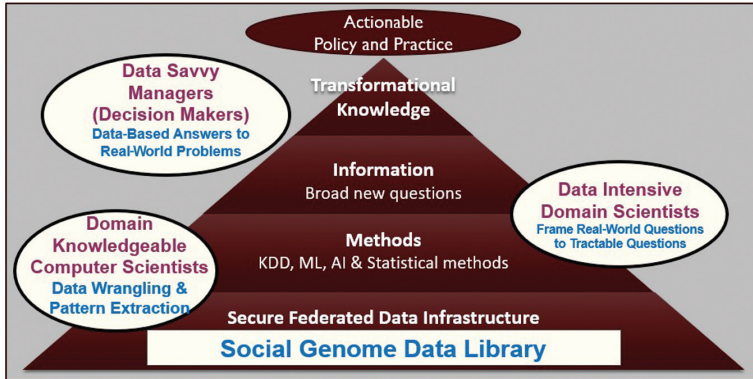 Actionable
Policy and Practice
Data Savvy
Managers
(Decision Makers)
Data-Based Answers to
Real-World Problems
Transformational
Knowledge
Information
Broad new questions
Data Intensive
Domain Scientists
Frame Real-World Questions
to Tractable Questions
Domain
Knowledgeable
Computer Scientists
Data Wrangling &
Pattern Extraction
Methods
KDD, ML, AI & Statistical methods
Secure Federated Data Infrastructure
Social Genome Data Library